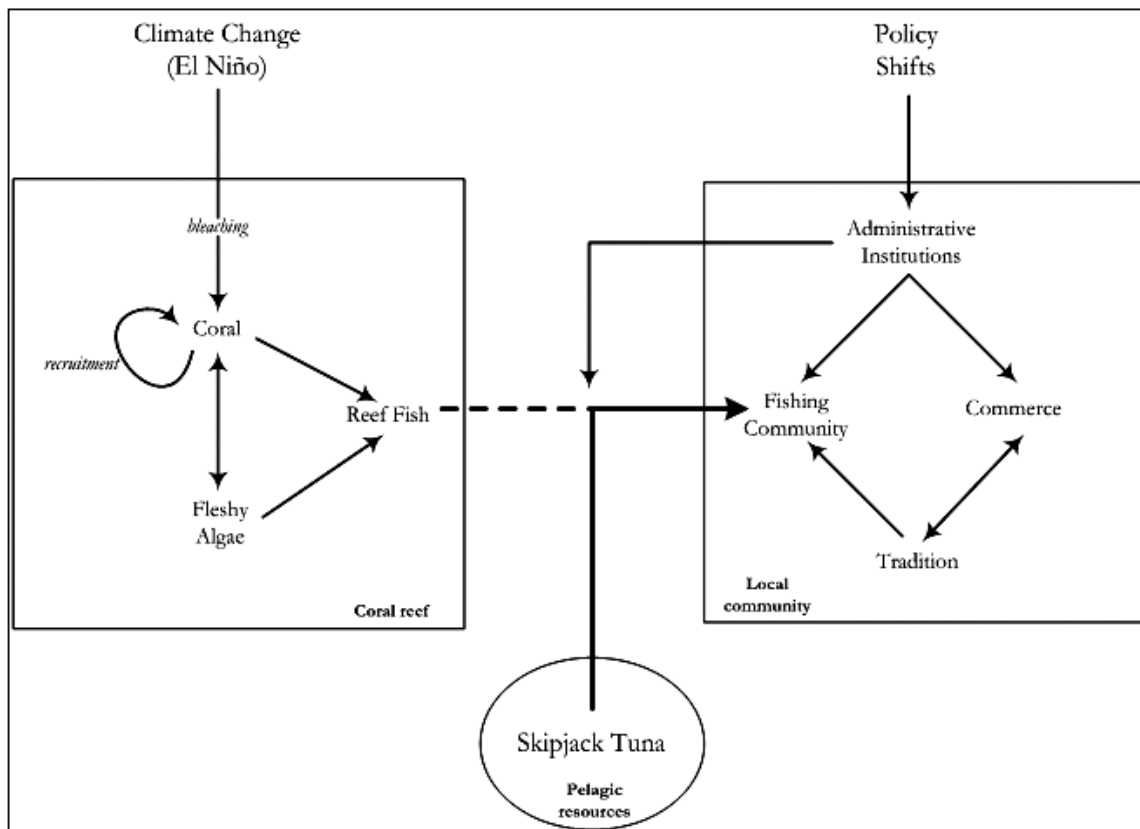 Climate Change
(El Niño)
Policy
Shifts
bleaching
Administrative
Institutions
Coral
recruitment
Reef Fish
Fishing
Community
Commerce
Fleshy
Algae
Tradition
Coral reef
Local
community
Skipjack Tuna
Pelagic
resources